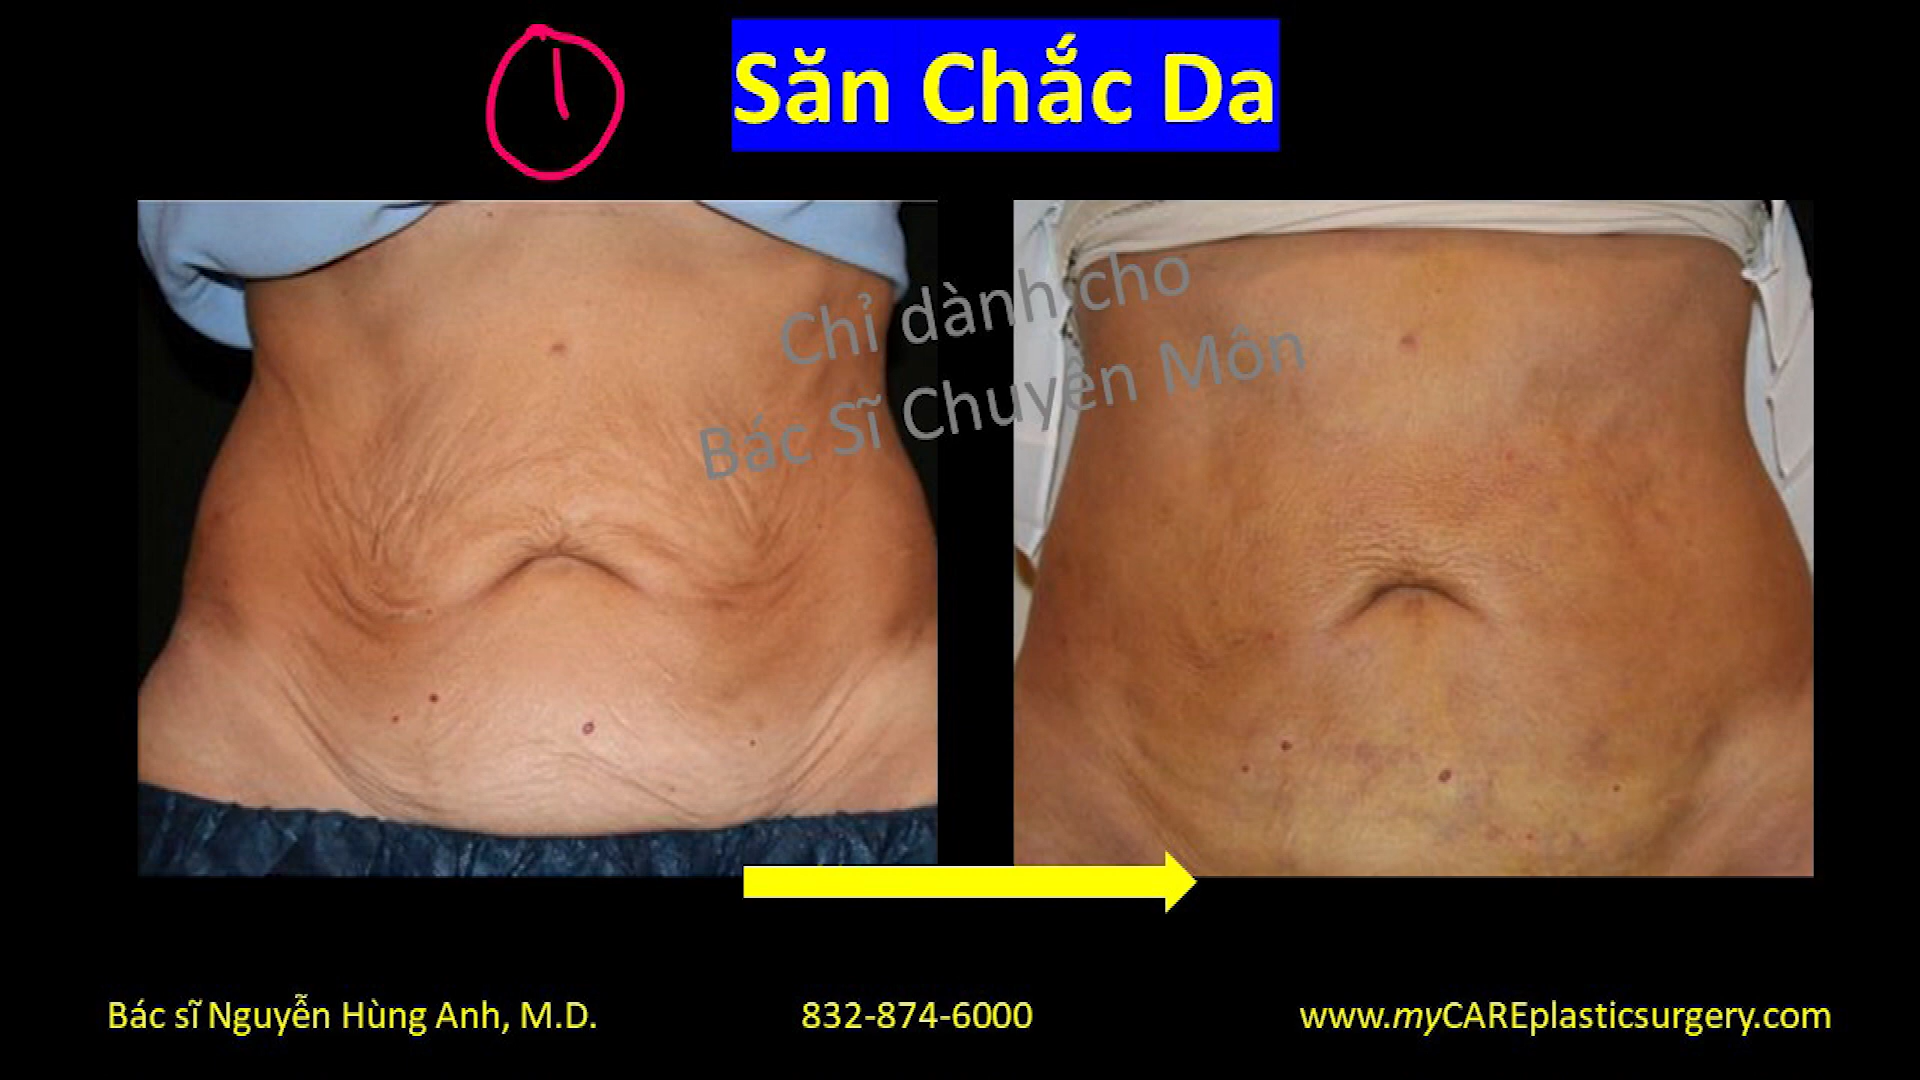 1
Săn Chắc Da
Chỉ dành cho
Bác Sĩ Chuyên Môn
Bác sĩ Nguyễn Hùng Anh, M.D.
832-874-6000
www.myCAREplasticsurgery.com